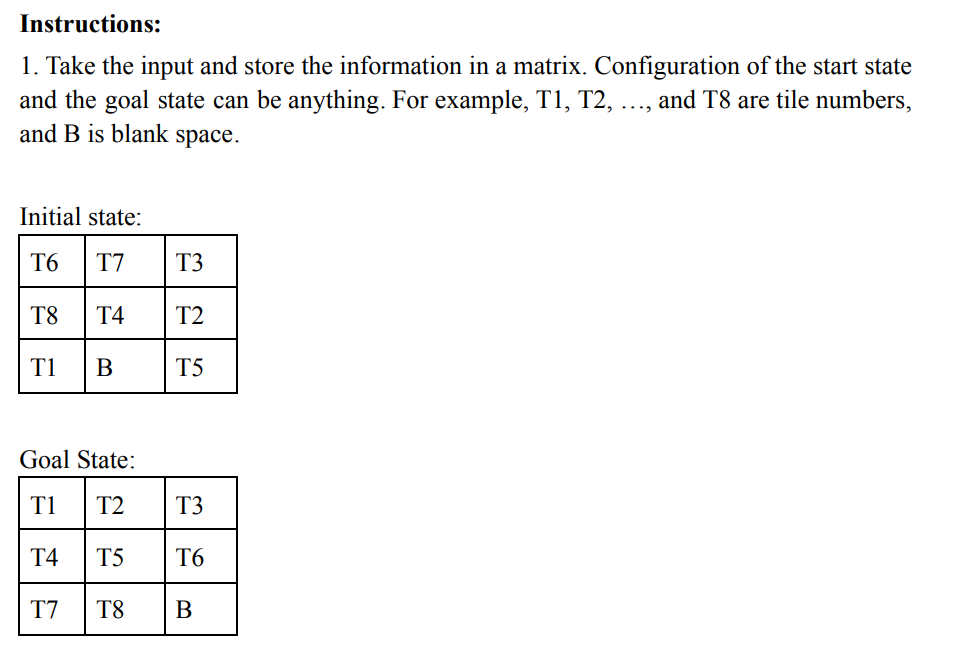 Instructions:
1. Take the input and store the information in a matrix. Configuration of the start state
and the goal state can be anything. For example, T1, T2, …, and T8 are tile numbers,
and B is blank space.
Initial state:
T6 T7 T3
T8 T4 T2
T1 B T5
Goal State:
T1 T2 T3
T4 T5 T6
T7 T8 B